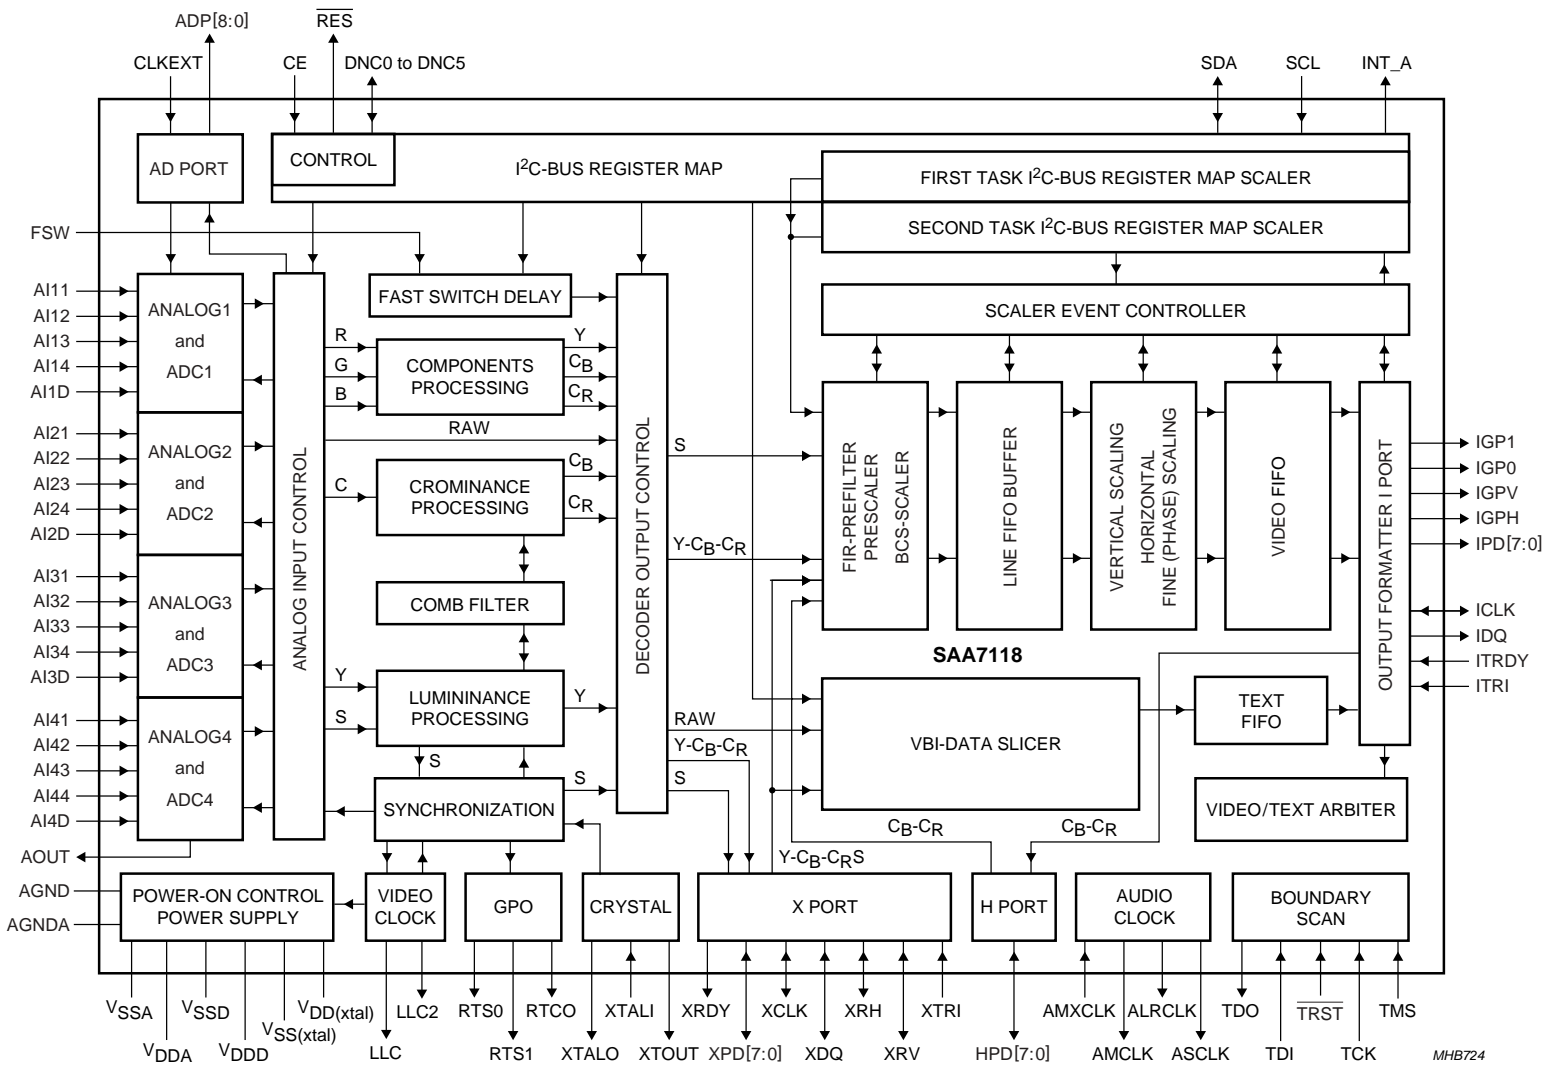 ADP[8:0]
RES
CLKEXT
CE
DNC0 to DNC5
SDA
SCL
INT_A
AD PORT
CONTROL
I2C-BUS REGISTER MAP
FIRST TASK I2C-BUS REGISTER MAP SCALER
SECOND TASK I2C-BUS REGISTER MAP SCALER
FSW
FAST SWITCH DELAY
SCALER EVENT CONTROLLER
AI11
AI12
AI13
AI14
AI1D
ANALOG1
and
ADC1
AI21
AI22
AI23
AI24
AI2D
ANALOG2
and
ADC2
AI31
AI32
AI33
AI34
AI3D
ANALOG3
and
ADC3
AI41
AI42
AI43
AI44
AI4D
ANALOG4
and
ADC4
AOUT
AGND
AGNDA
ANALOG INPUT CONTROL
R
G
B
COMPONENTS
PROCESSING
Y
CB
CR
RAW
C
CROMINANCE
PROCESSING
CB
CR
COMB FILTER
Y
S
LUMININANCE
PROCESSING
Y
S
SYNCHRONIZATION
S
DECODER OUTPUT CONTROL
S
Y-CB-CR
RAW
Y-CB-CR
S
FIR-PREFILTER
PRESCALER
BCS-SCALER
LINE FIFO BUFFER
VERTICAL SCALING
HORIZONTAL
FINE (PHASE) SCALING
VIDEO FIFO
OUTPUT FORMATTER I PORT
IGP1
IGP0
IGPV
IGPH
IPD[7:0]
ICLK
IDQ
ITRDY
ITRI
SAA7118
VBI-DATA SLICER
TEXT
FIFO
VIDEO/TEXT ARBITER
CB-CR
CB-CR
Y-CB-CRS
POWER-ON CONTROL
POWER SUPPLY
VIDEO
CLOCK
GPO
CRYSTAL
X PORT
H PORT
AUDIO
CLOCK
BOUNDARY
SCAN
VSSA
VDDA
VSSD
VDDD
VSS(xtal)
VDD(xtal)
LLC
LLC2
RTS0
RTS1
RTCO
XTALO
XTALI
XTOUT
XRDY
XPD[7:0]
XCLK
XDQ
XRH
XRV
XTRI
HPD[7:0]
AMXCLK
AMCLK
ALRCLK
ASCLK
TDO
TDI
TRST
TCK
TMS
MHB724